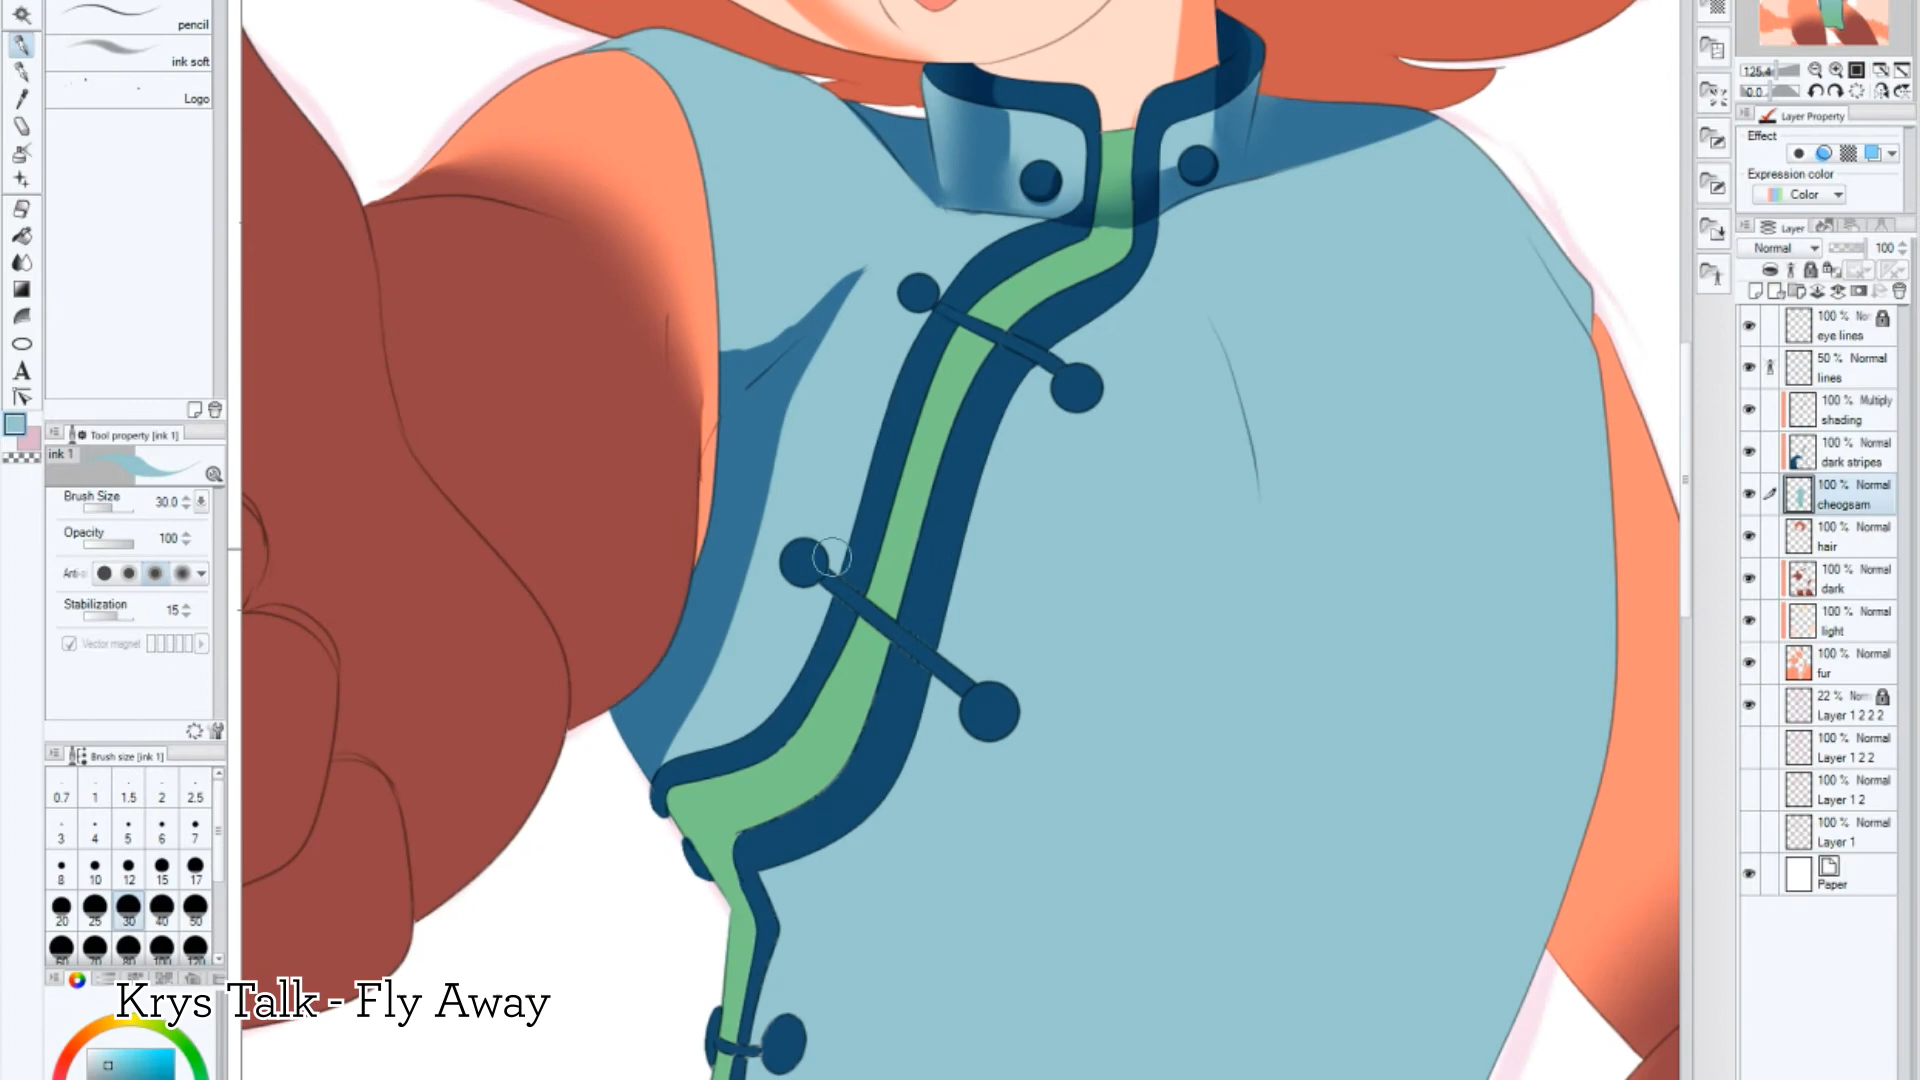 pencil
ink soft
Logo
Tool property [ink 1]
ink 1
Brush Size 30.0
Opacity 100
Stabilization 15
Vector magnet
Brush size [ink 1]
0.7 1 1.5 2 2.5
3 4 5 6 7
8 10 12 15 17
20 25 30 40 50
Krys Talk - Fly Away
125.4
0.0
Layer Property
Effect
Expression color
Color
Layer
Normal 100
100 %
eye lines
50 % Normal
lines
100 % Multiply
shading
100 % Normal
dark stripes
100 % Normal
cheogsam
100 % Normal
hair
100 % Normal
dark
100 % Normal
light
100 % Normal
fur
22 %
Layer 1 2 2 2
100 % Normal
Layer 1 2 2
100 % Normal
Layer 1 2
100 % Normal
Layer 1
Paper